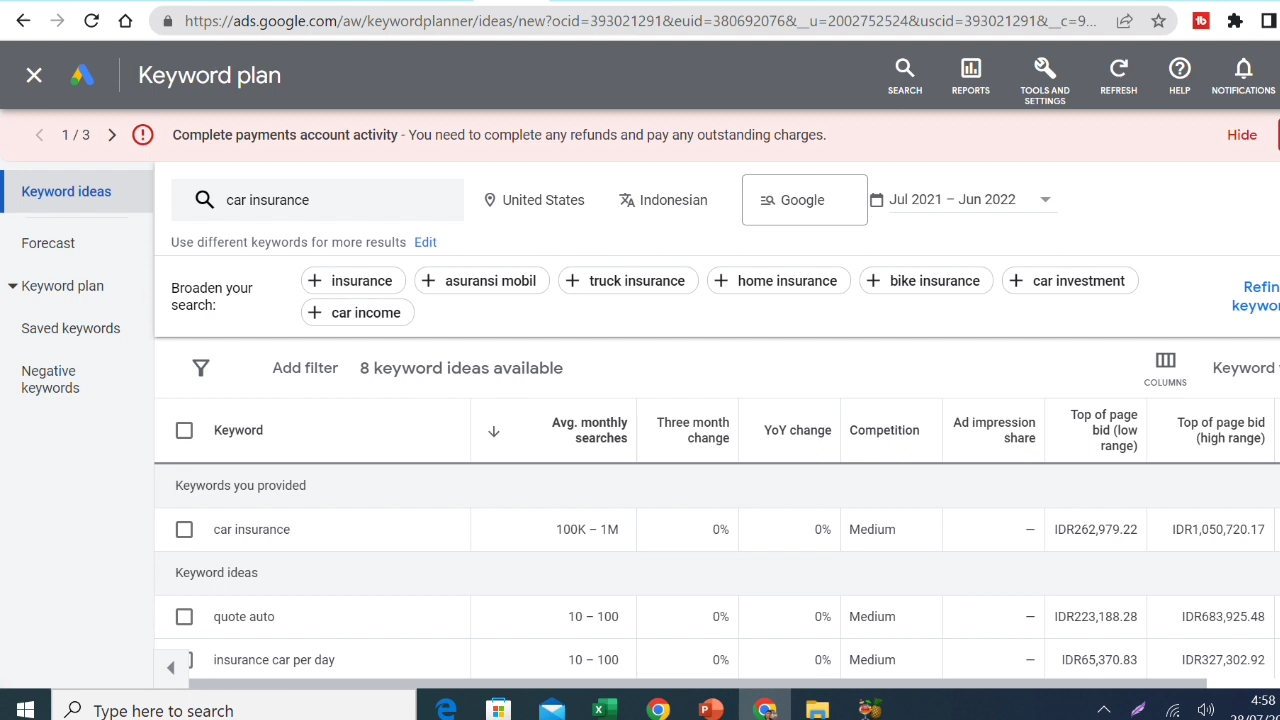 https://ads.google.com/aw/keywordplanner/ideas/new?ocid=393021291&euid=380692076&__u=2002752524&uscid=393021291&__c=9...
Keyword plan
SEARCH
REPORTS
TOOLS AND
SETTINGS
REFRESH
HELP
NOTIFICATIONS
1 / 3
Complete payments account activity - You need to complete any refunds and pay any outstanding charges.
Hide
Keyword ideas
Forecast
Keyword plan
Saved keywords
Negative
keywords
car insurance
United States
Indonesian
Google
Jul 2021 – Jun 2022
Use different keywords for more results Edit
Broaden your
search:
insurance
asuransi mobil
truck insurance
home insurance
bike insurance
car investment
car income
Refin
keywor
Add filter
8 keyword ideas available
COLUMNS
Keyword
Keyword
Avg. monthly
searches
Three month
change
YoY change
Competition
Ad impression
share
Top of page
bid (low
range)
Top of page bid
(high range)
Keywords you provided
car insurance 100K – 1M 0% 0% Medium — IDR262,979.22 IDR1,050,720.17
Keyword ideas
quote auto 10 – 100 0% 0% Medium — IDR223,188.28 IDR683,925.48
insurance car per day 10 – 100 0% 0% Medium — IDR65,370.83 IDR327,302.92
Type here to search
4:58